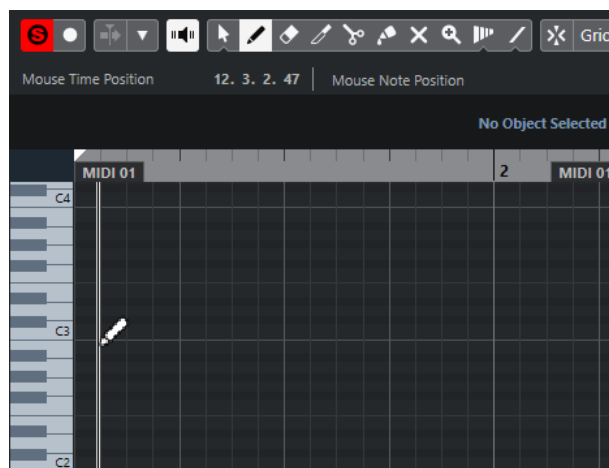 S
Grid
Mouse Time Position 12. 3. 2. 47 Mouse Note Position
No Object Selected
2
MIDI 01 MIDI 01
C4
C3
C2